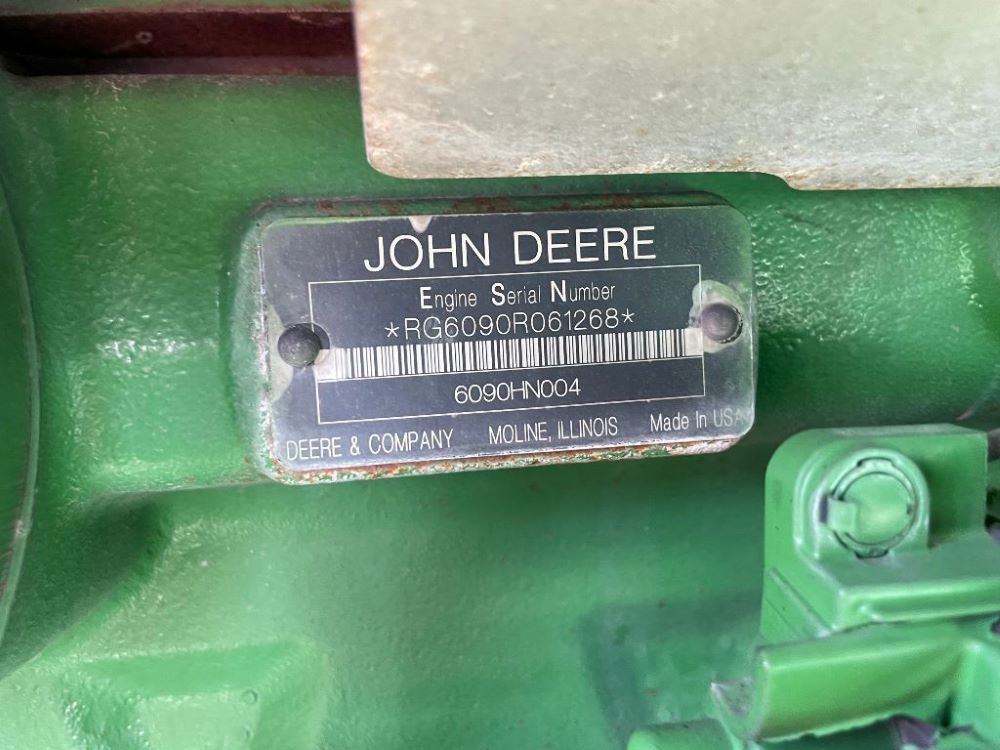 JOHN DEERE
Engine Serial Number
*RG6090R061268*
6090HN004
DEERE & COMPANY MOLINE, ILLINOIS Made In USA